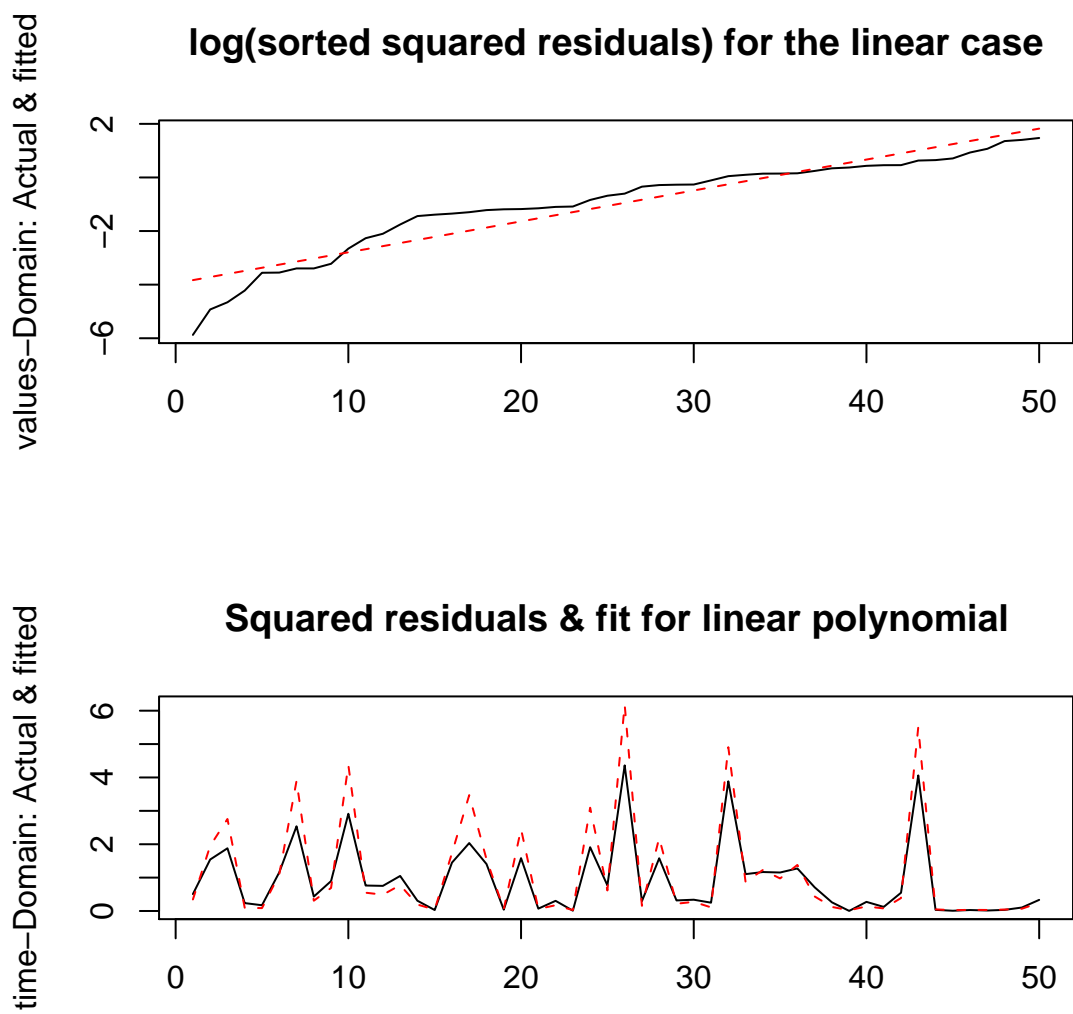 log(sorted squared residuals) for the linear case
values−Domain: Actual & fitted
2
−2
−6
0 10 20 30 40 50
Squared residuals & fit for linear polynomial
time−Domain: Actual & fitted
6
4
2
0
0 10 20 30 40 50